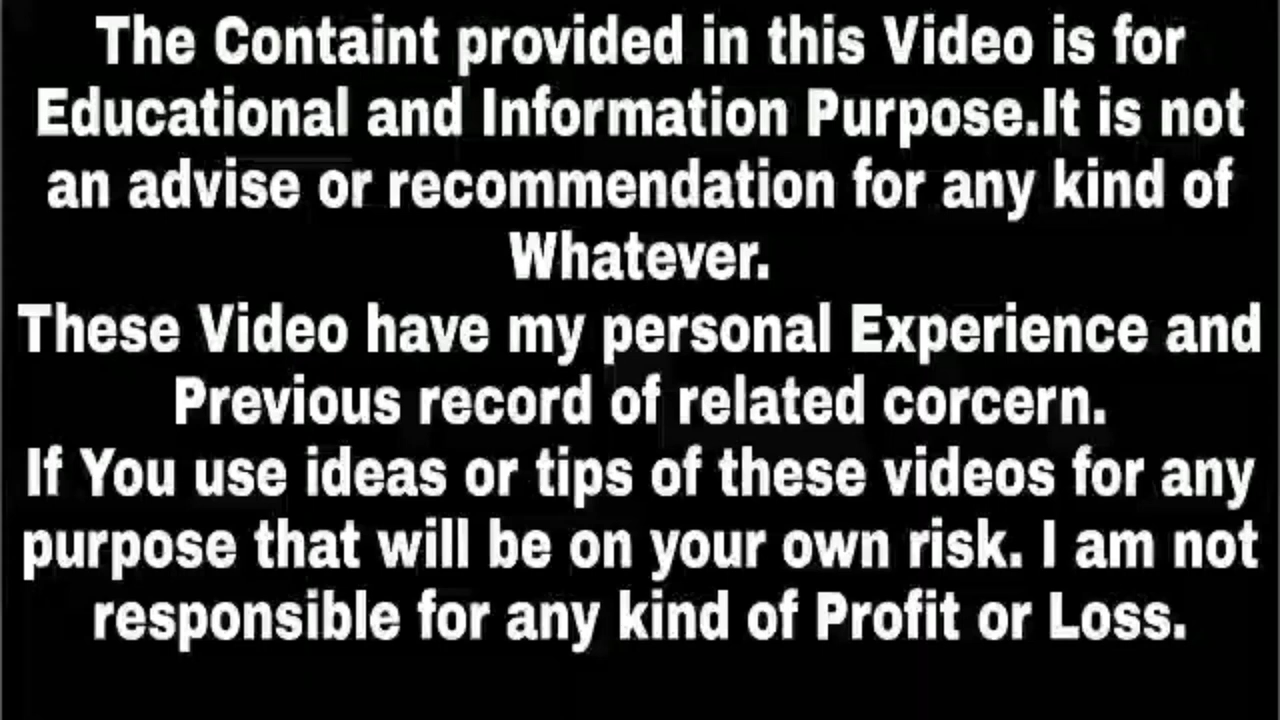 The Containt provided in this Video is for
Educational and Information Purpose.It is not
an advise or recommendation for any kind of
Whatever.
These Video have my personal Experience and
Previous record of related corcern.
If You use ideas or tips of these videos for any
purpose that will be on your own risk. I am not
responsible for any kind of Profit or Loss.